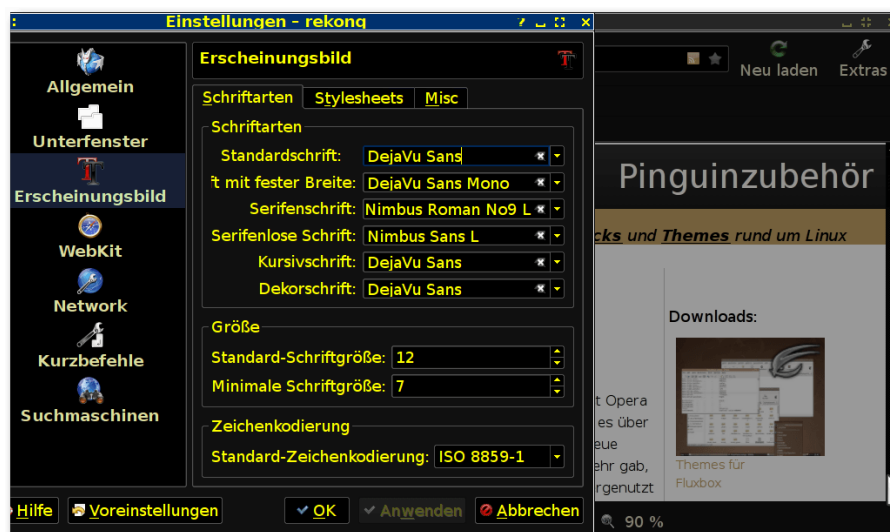 Einstellungen – rekonq
Allgemein
Unterfenster
Erscheinungsbild
WebKit
Network
Kurzbefehle
Suchmaschinen
Erscheinungsbild
Schriftarten Stylesheets Misc
Schriftarten
Standardschrift: DejaVu Sans
mit fester Breite: DejaVu Sans Mono
Serifenschrift: Nimbus Roman No9 L
Serifenlose Schrift: Nimbus Sans L
Kursivschrift: DejaVu Sans
Dekorschrift: DejaVu Sans
Größe
Standard-Schriftgröße: 12
Minimale Schriftgröße: 7
Zeichenkodierung
Standard-Zeichenkodierung: ISO 8859-1
Hilfe Voreinstellungen OK Anwenden Abbrechen
Neu laden Extras
Pinguinzubehör
cks und Themes rund um Linux
Downloads:
t Opera
es über
eue
ehr gab,
rgenutzt
Themes für
Fluxbox
90 %